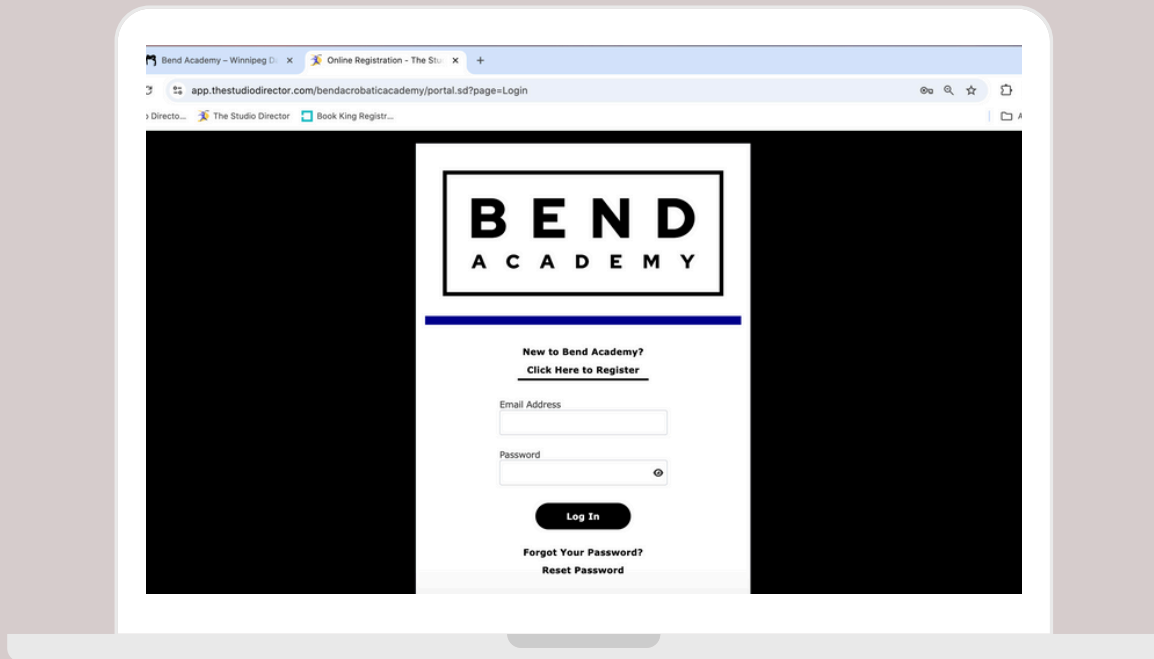 Bend Academy – Winnipeg D
Online Registration - The Stu
app.thestudiodirector.com/bendacrobaticacademy/portal.sd?page=Login
Directo...
The Studio Director
Book King Registr...
BEND
ACADEMY
New to Bend Academy?
Click Here to Register
Email Address
Password
Log In
Forgot Your Password?
Reset Password